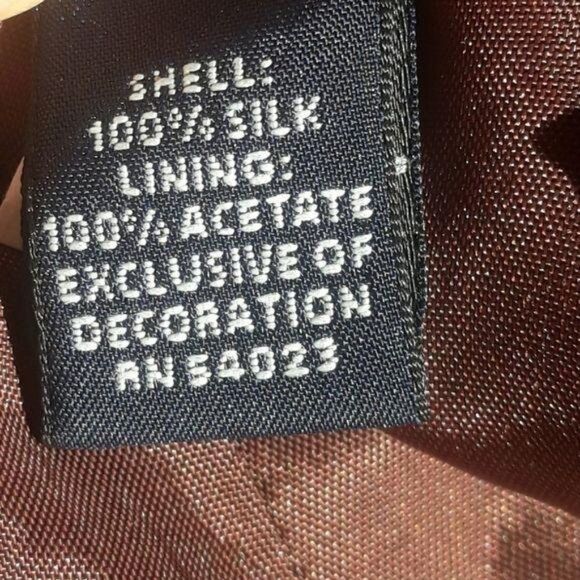 SHELL:
100% SILK
LINING:
100% ACETATE
EXCLUSIVE OF
DECORATION
RN 54023